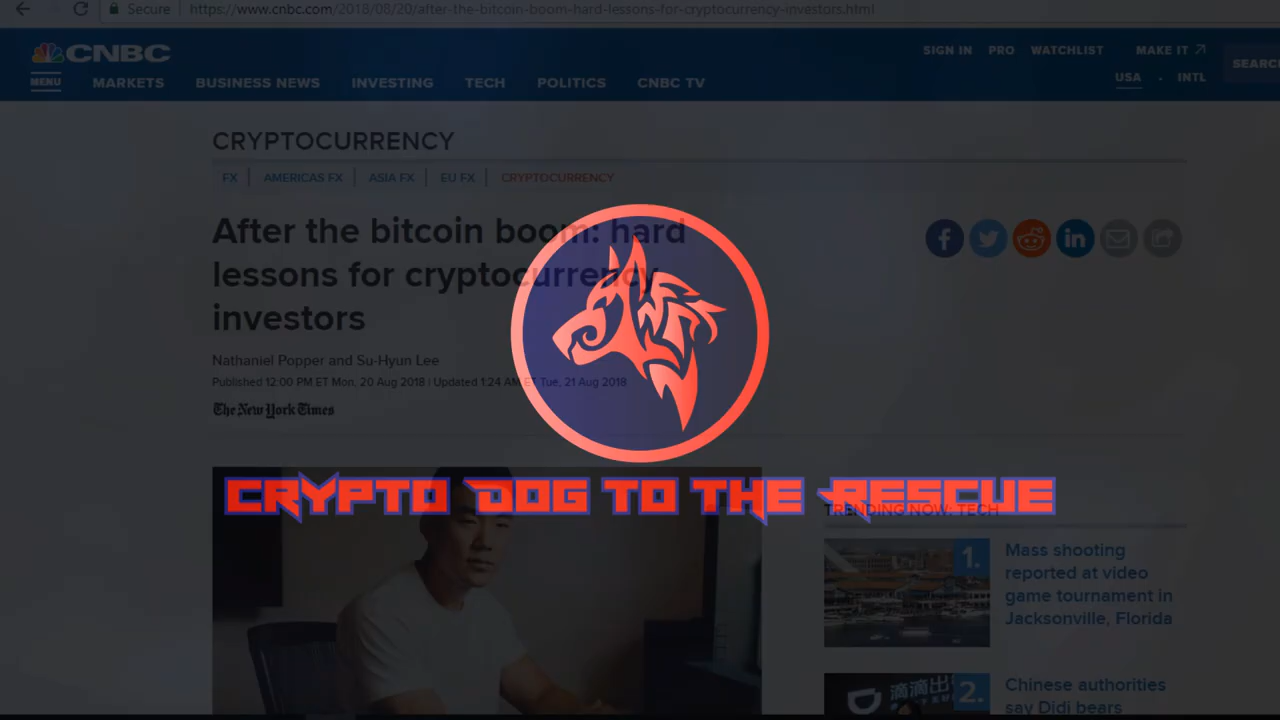 Secure https://www.cnbc.com/2018/08/20/after-the-bitcoin-boom-hard-lessons-for-cryptocurrency-investors.html
CNBC
SIGN IN PRO WATCHLIST MAKE IT
MENU MARKETS BUSINESS NEWS INVESTING TECH POLITICS CNBC TV
USA · INTL
SEARC
CRYPTOCURRENCY
FX AMERICAS FX ASIA FX EU FX CRYPTOCURRENCY
After the bitcoin boom: hard
lessons for cryptocurrency
investors
Nathaniel Popper and Su-Hyun Lee
Published 12:00 PM ET Mon, 20 Aug 2018 | Updated 1:24 AM ET Tue, 21 Aug 2018
The New York Times
Crypto Dog to the Rescue
TRENDING NOW: TECH
1.
Mass shooting
reported at video
game tournament in
Jacksonville, Florida
滴滴出
2.
Chinese authorities
say Didi bears